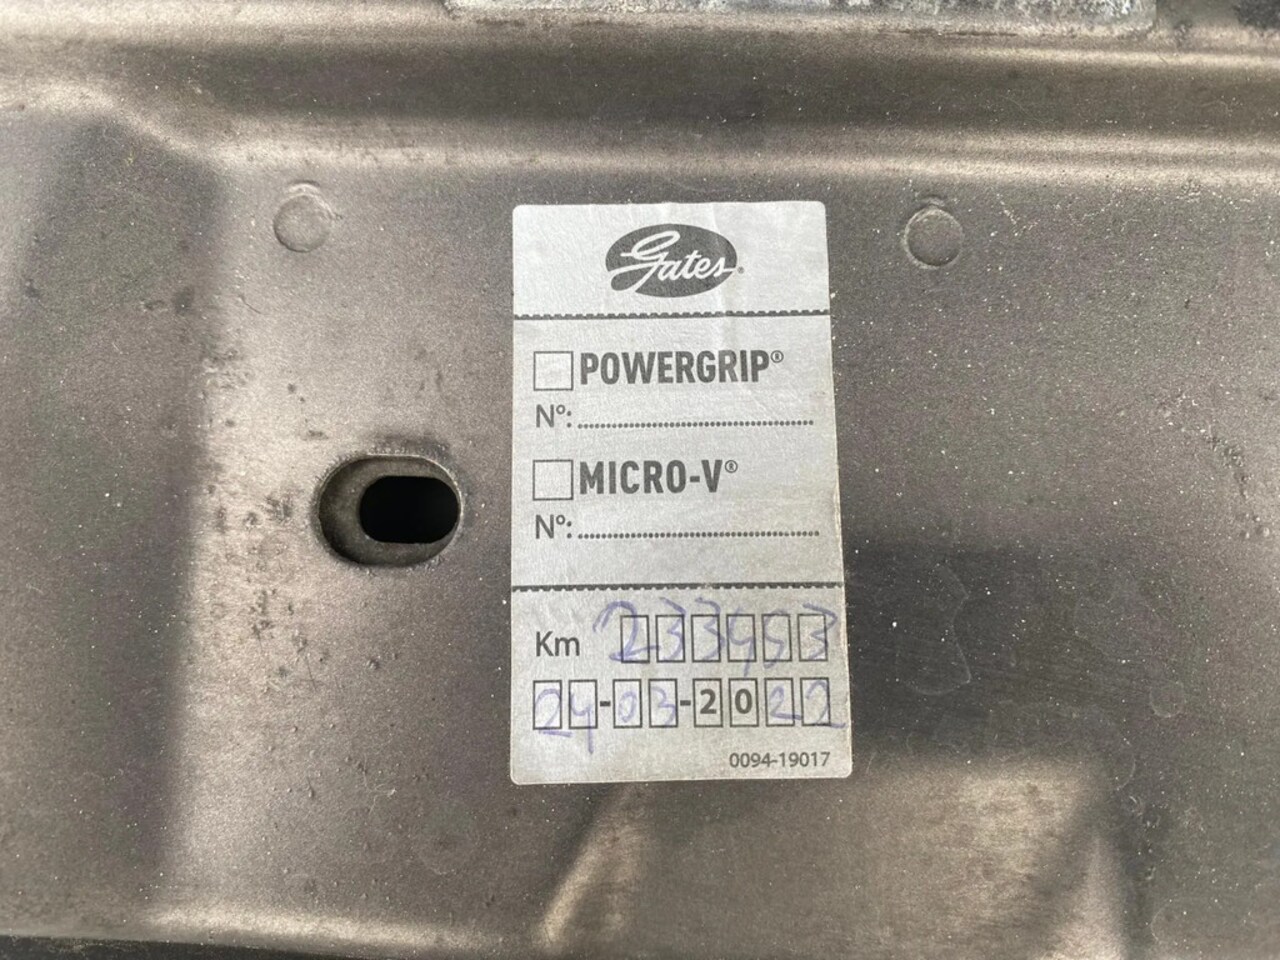 Gates®
POWERGRIP®
Nº:
MICRO-V®
Nº:
Km 233953
24-03-2022
0094-19017